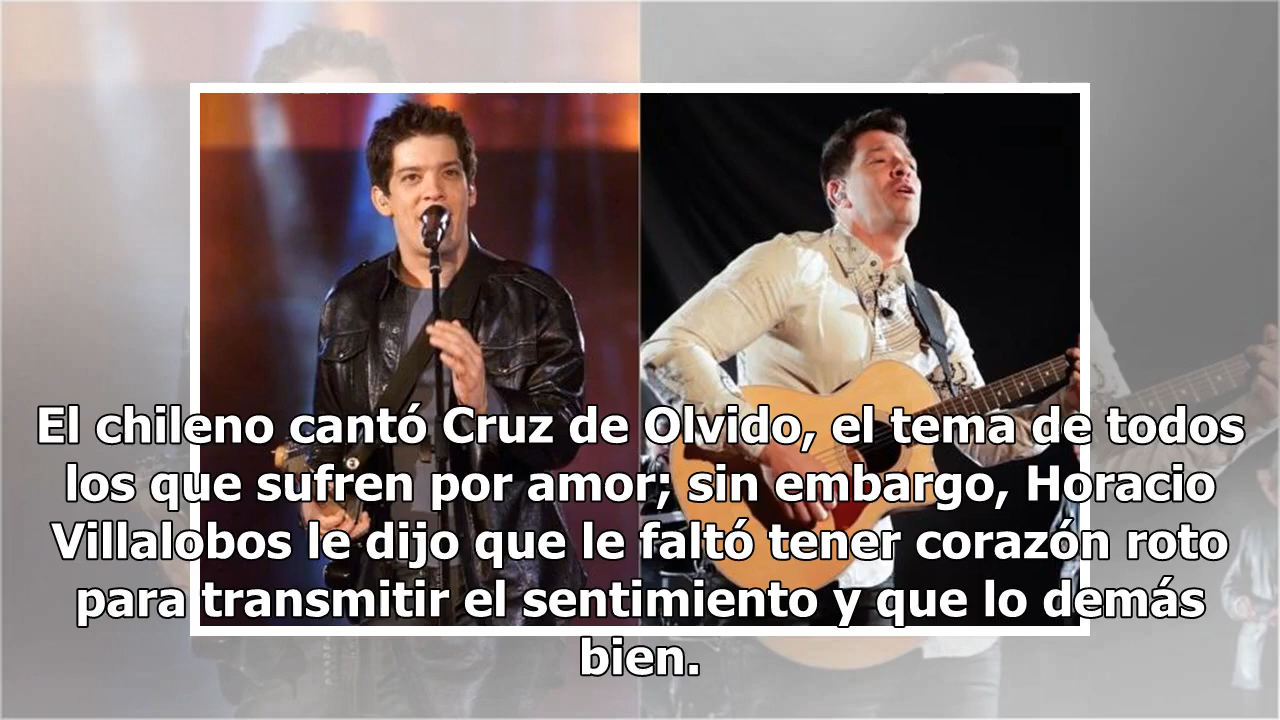 El chileno cantó Cruz de Olvido, el tema de todos
los que sufren por amor; sin embargo, Horacio
Villalobos le dijo que le faltó tener corazón roto
para transmitir el sentimiento y que lo demás
bien.